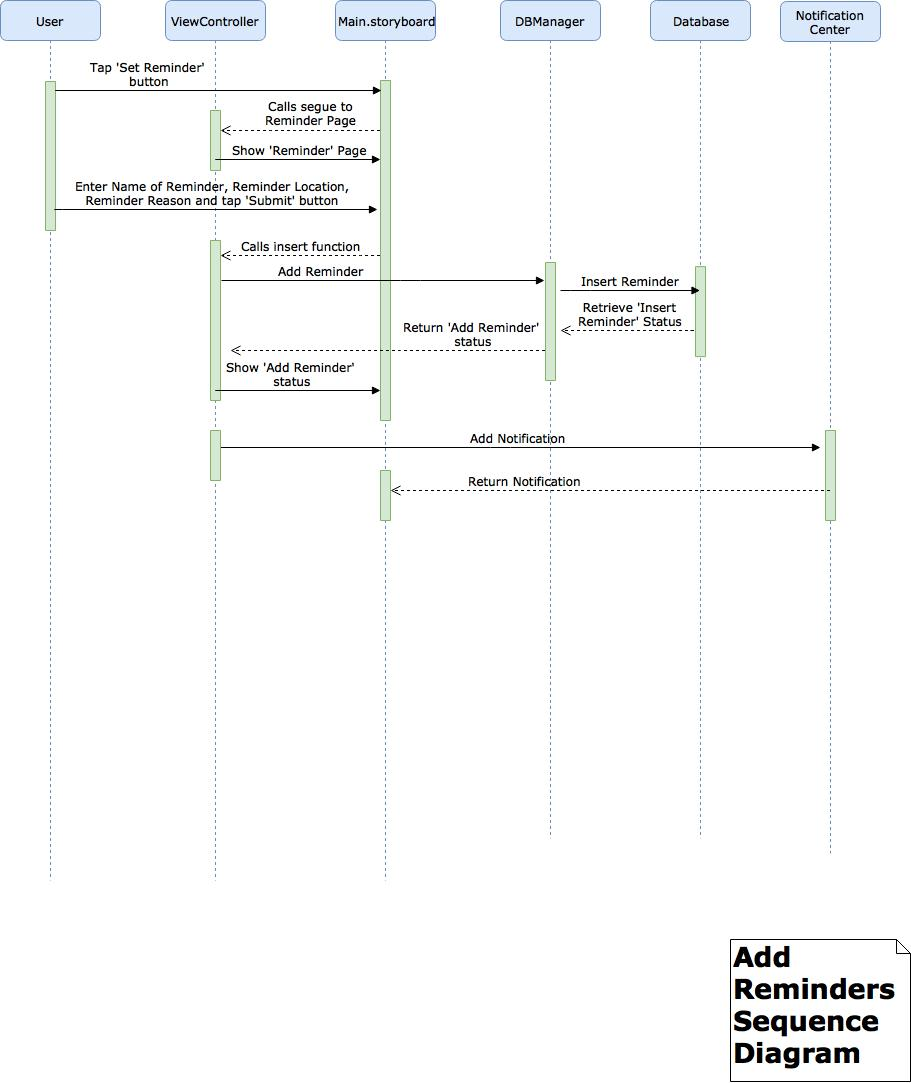 User
ViewController
Main.storyboard
DBManager
Database
Notification
Center
Tap 'Set Reminder'
button
Calls segue to
Reminder Page
Show 'Reminder' Page
Enter Name of Reminder, Reminder Location,
Reminder Reason and tap 'Submit' button
Calls insert function
Add Reminder
Insert Reminder
Retrieve 'Insert
Reminder' Status
Return 'Add Reminder'
status
Show 'Add Reminder'
status
Add Notification
Return Notification
Add
Reminders
Sequence
Diagram